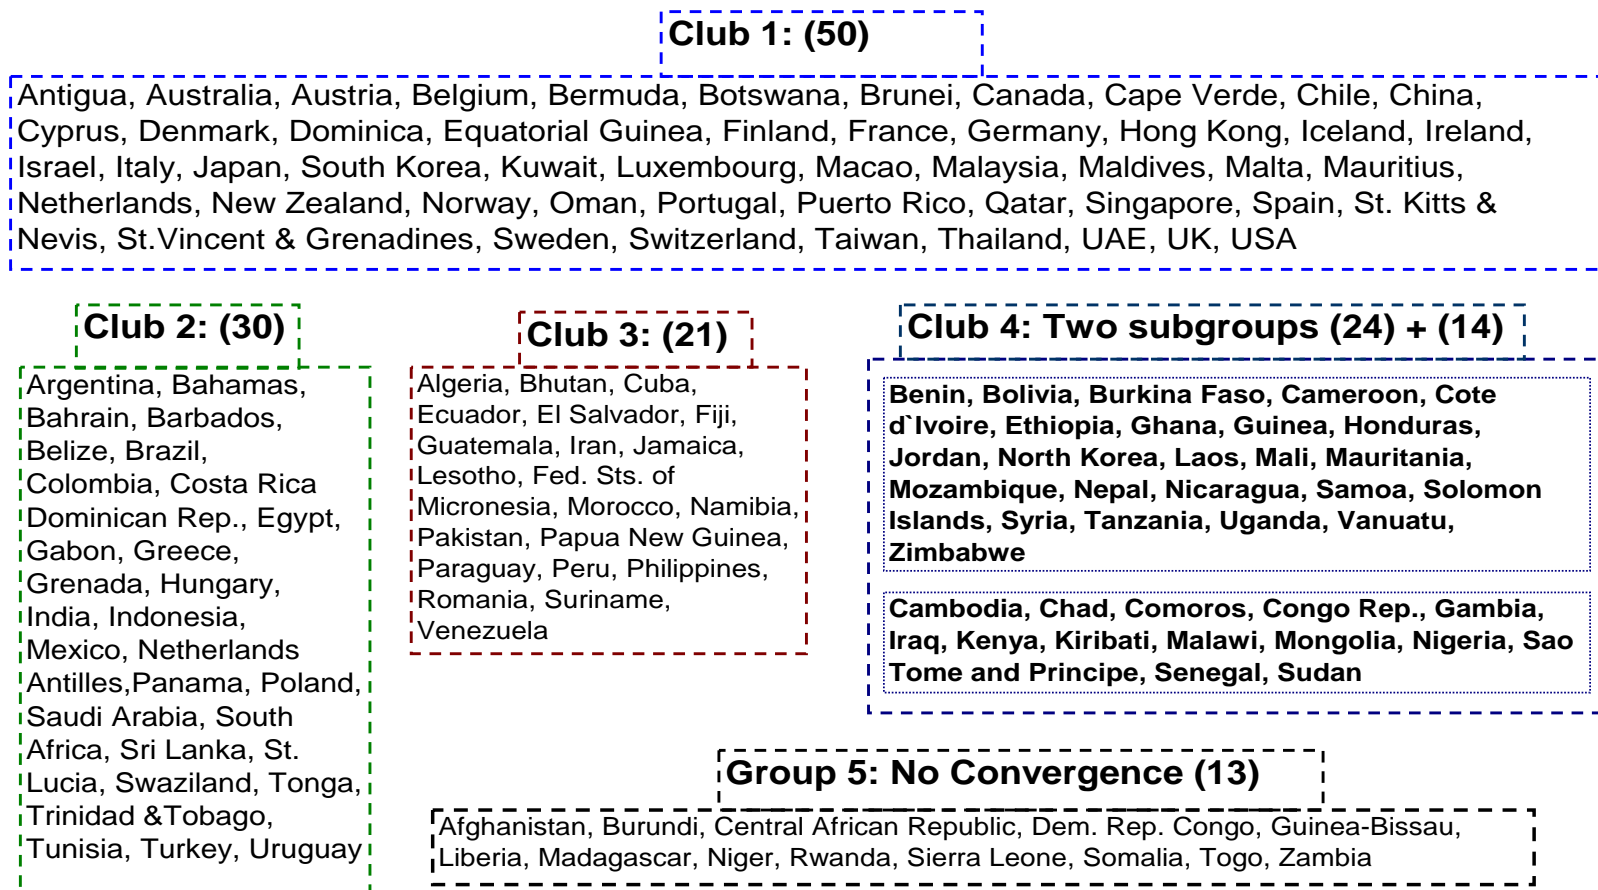 Club 1: (50)
Antigua, Australia, Austria, Belgium, Bermuda, Botswana, Brunei, Canada, Cape Verde, Chile, China,
Cyprus, Denmark, Dominica, Equatorial Guinea, Finland, France, Germany, Hong Kong, Iceland, Ireland,
Israel, Italy, Japan, South Korea, Kuwait, Luxembourg, Macao, Malaysia, Maldives, Malta, Mauritius,
Netherlands, New Zealand, Norway, Oman, Portugal, Puerto Rico, Qatar, Singapore, Spain, St. Kitts &
Nevis, St.Vincent & Grenadines, Sweden, Switzerland, Taiwan, Thailand, UAE, UK, USA
Club 2: (30)
Argentina, Bahamas,
Bahrain, Barbados,
Belize, Brazil,
Colombia, Costa Rica
Dominican Rep., Egypt,
Gabon, Greece,
Grenada, Hungary,
India, Indonesia,
Mexico, Netherlands
Antilles,Panama, Poland,
Saudi Arabia, South
Africa, Sri Lanka, St.
Lucia, Swaziland, Tonga,
Trinidad &Tobago,
Tunisia, Turkey, Uruguay
Club 3: (21)
Algeria, Bhutan, Cuba,
Ecuador, El Salvador, Fiji,
Guatemala, Iran, Jamaica,
Lesotho, Fed. Sts. of
Micronesia, Morocco, Namibia,
Pakistan, Papua New Guinea,
Paraguay, Peru, Philippines,
Romania, Suriname,
Venezuela
Club 4: Two subgroups (24) + (14)
Benin, Bolivia, Burkina Faso, Cameroon, Cote
d`Ivoire, Ethiopia, Ghana, Guinea, Honduras,
Jordan, North Korea, Laos, Mali, Mauritania,
Mozambique, Nepal, Nicaragua, Samoa, Solomon
Islands, Syria, Tanzania, Uganda, Vanuatu,
Zimbabwe
Cambodia, Chad, Comoros, Congo Rep., Gambia,
Iraq, Kenya, Kiribati, Malawi, Mongolia, Nigeria, Sao
Tome and Principe, Senegal, Sudan
Group 5: No Convergence (13)
Afghanistan, Burundi, Central African Republic, Dem. Rep. Congo, Guinea-Bissau,
Liberia, Madagascar, Niger, Rwanda, Sierra Leone, Somalia, Togo, Zambia